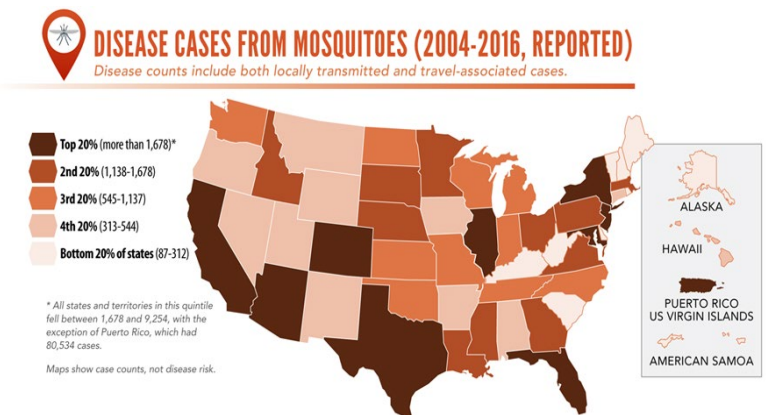 DISEASE CASES FROM MOSQUITOES (2004-2016, REPORTED)
Disease counts include both locally transmitted and travel-associated cases.
Top 20% (more than 1,678)*
2nd 20% (1,138-1,678)
3rd 20% (545-1,137)
4th 20% (313-544)
Bottom 20% of states (87-312)
* All states and territories in this quintile
fell between 1,678 and 9,254, with the
exception of Puerto Rico, which had
80,534 cases.
Maps show case counts, not disease risk.
ALASKA
HAWAII
PUERTO RICO
US VIRGIN ISLANDS
AMERICAN SAMOA